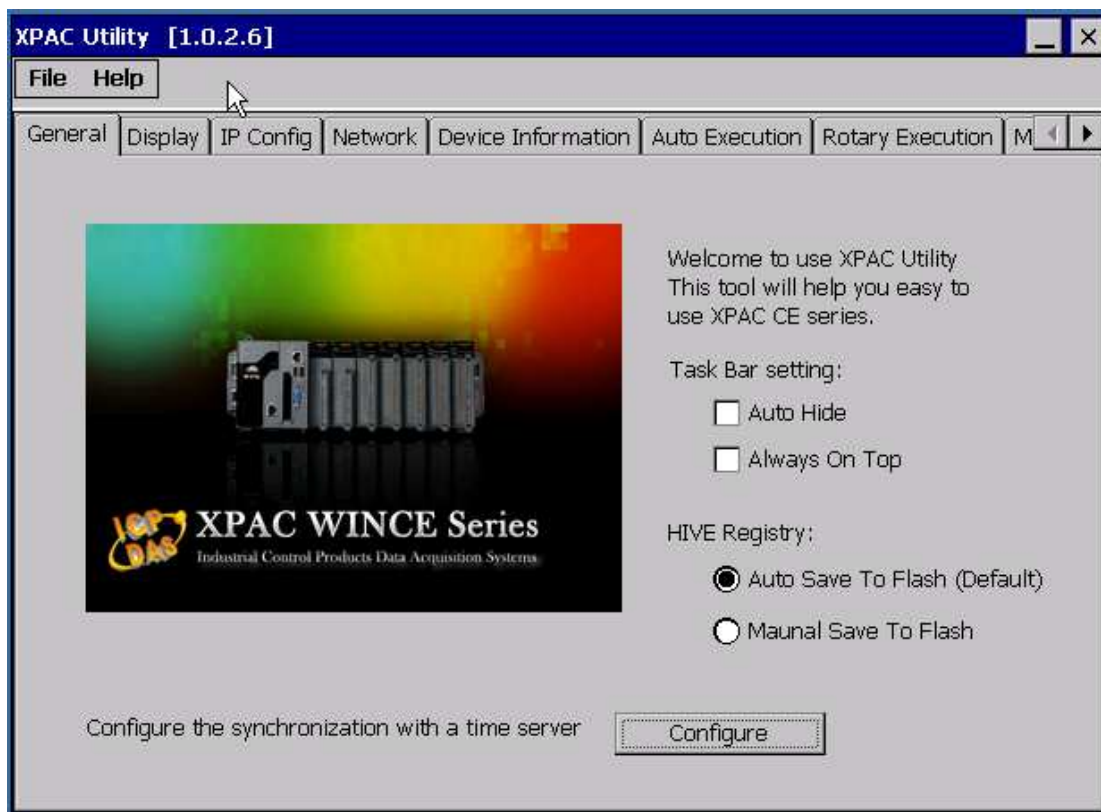 XPAC Utility [1.0.2.6]
File Help
General Display IP Config Network Device Information Auto Execution Rotary Execution M
Welcome to use XPAC Utility
This tool will help you easy to
use XPAC CE series.
Task Bar setting:
Auto Hide
Always On Top
ICP
DAS
XPAC WINCE Series
Industrial Control Products Data Acquisition Systems
HIVE Registry:
Auto Save To Flash (Default)
Maunal Save To Flash
Configure the synchronization with a time server Configure